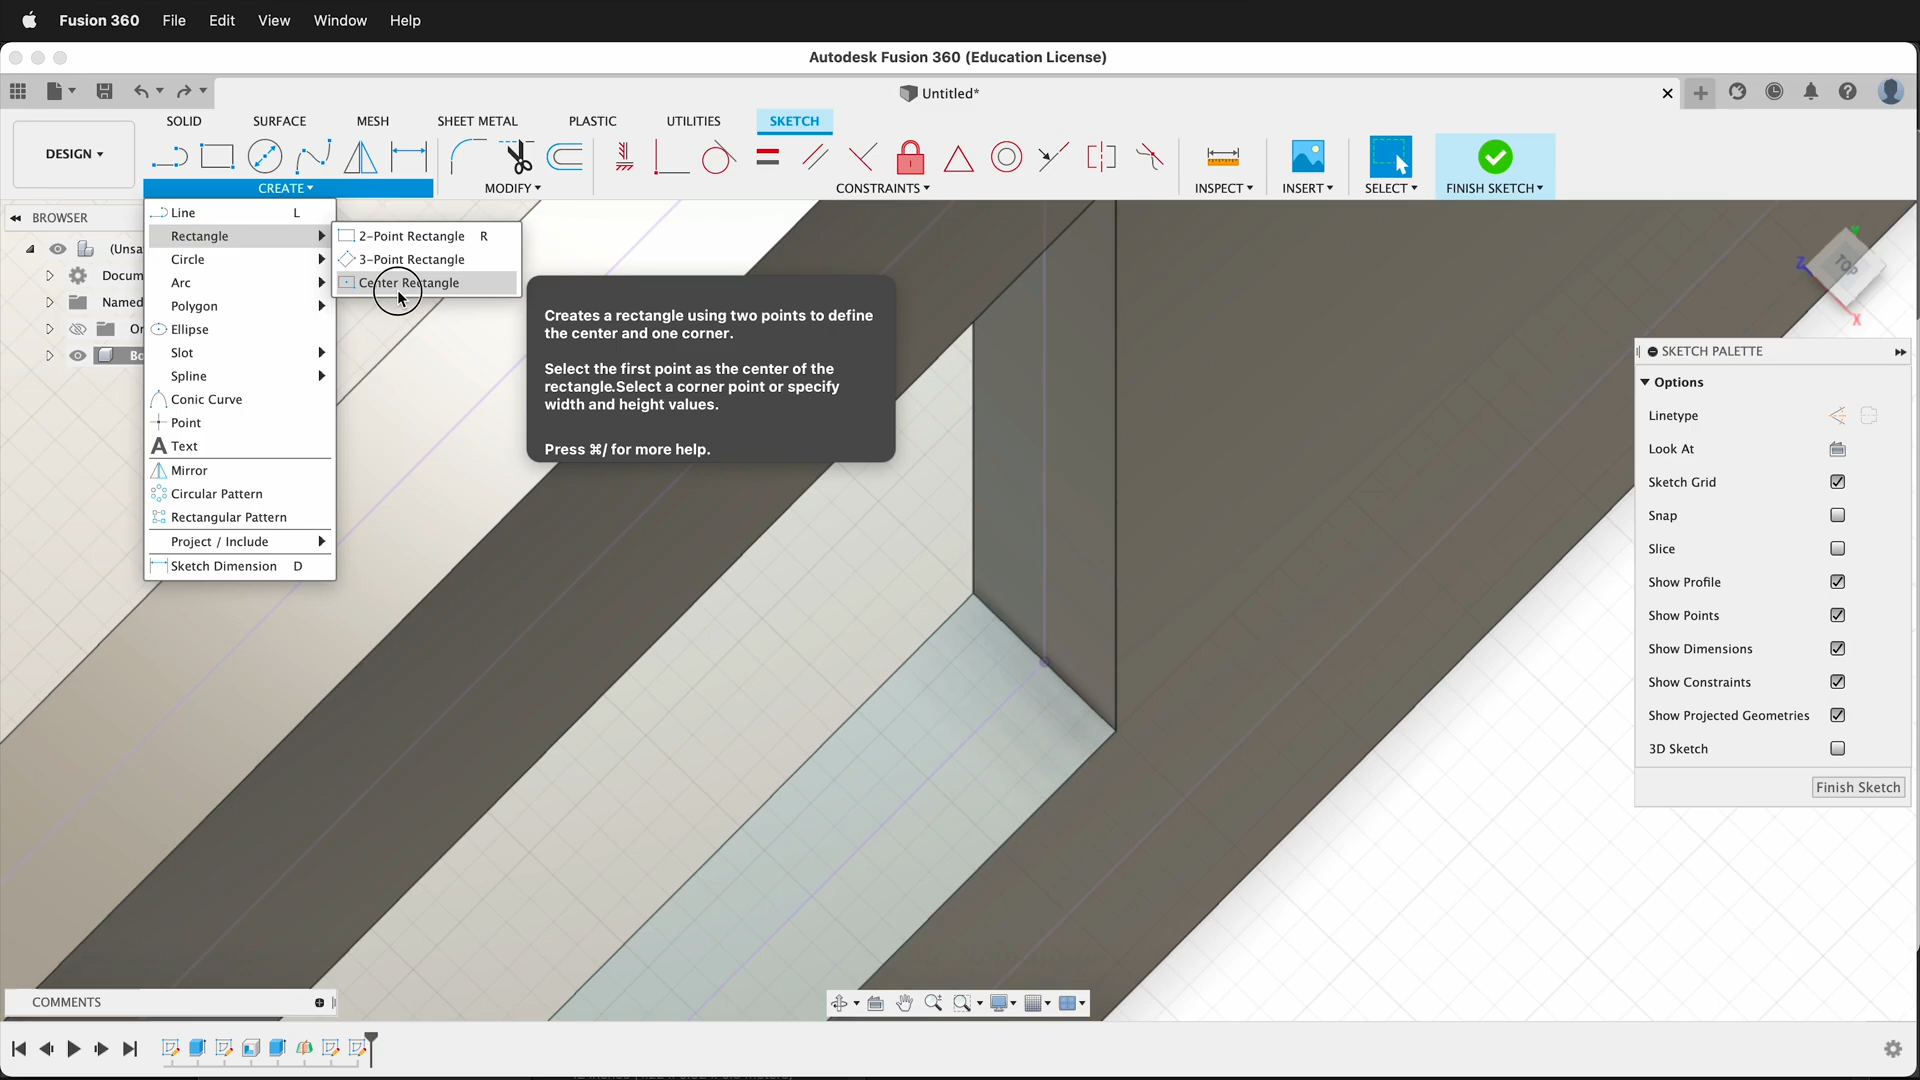 Fusion 360 File Edit View Window Help
Autodesk Fusion 360 (Education License)
Untitled*
SOLID SURFACE MESH SHEET METAL PLASTIC UTILITIES SKETCH
DESIGN
CREATE MODIFY CONSTRAINTS INSPECT INSERT SELECT FINISH SKETCH
BROWSER
(Unsa
Docum
Named
Or
Bo
Line L
Rectangle
Circle
Arc
Polygon
Ellipse
Slot
Spline
Conic Curve
Point
Text
Mirror
Circular Pattern
Rectangular Pattern
Project / Include
Sketch Dimension D
2-Point Rectangle R
3-Point Rectangle
Center Rectangle
Creates a rectangle using two points to define
the center and one corner.
Select the first point as the center of the
rectangle.Select a corner point or specify
width and height values.
Press ⌘/ for more help.
Z
Y
TOP
X
SKETCH PALETTE
Options
Linetype
Look At
Sketch Grid
Snap
Slice
Show Profile
Show Points
Show Dimensions
Show Constraints
Show Projected Geometries
3D Sketch
Finish Sketch
COMMENTS